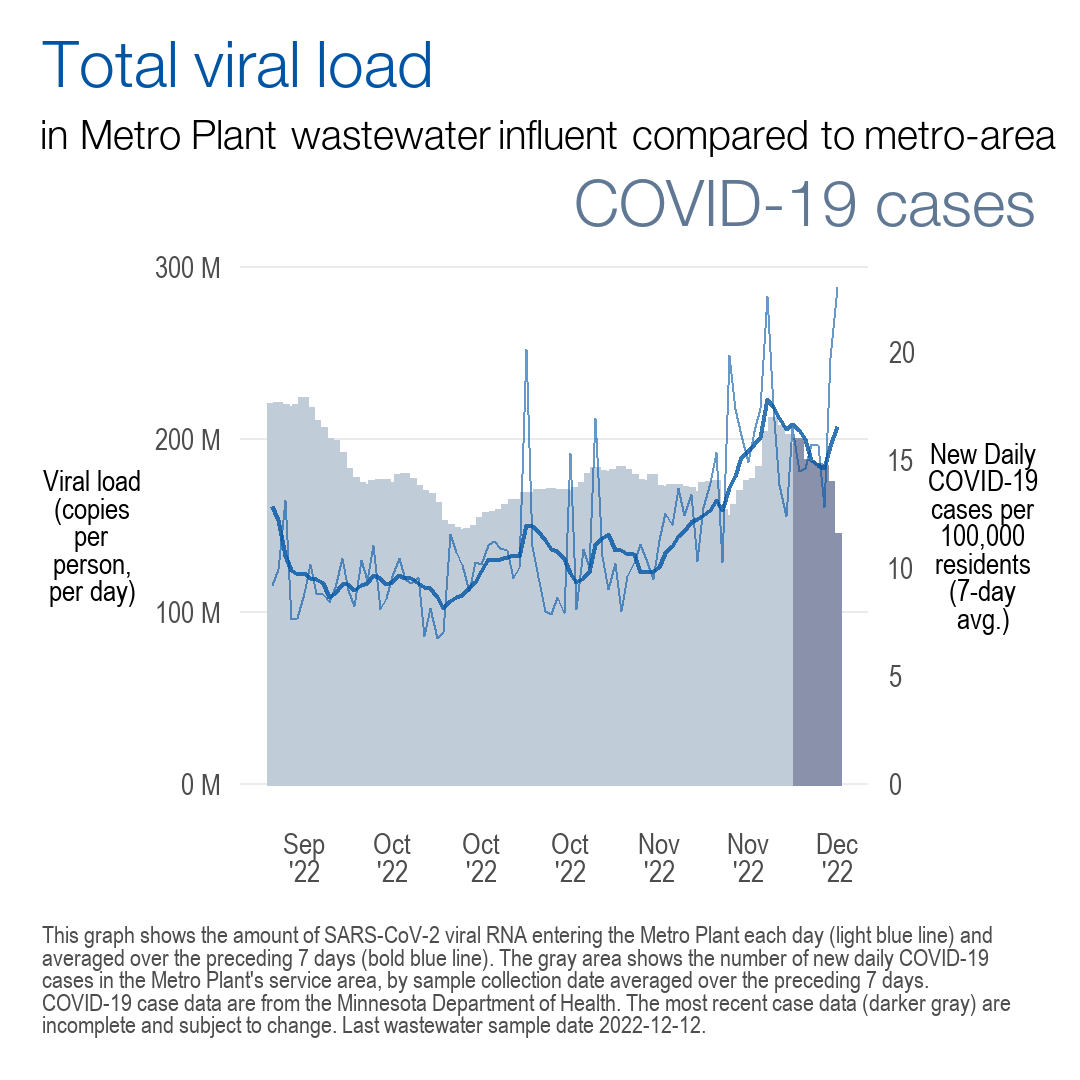 Total viral load
in Metro Plant wastewater influent compared to metro-area
COVID-19 cases
300 M
200 M
100 M
0 M
Viral load
(copies
per
person,
per day)
20
15
10
5
0
New Daily
COVID-19
cases per
100,000
residents
(7-day
avg.)
Sep '22
Oct '22
Oct '22
Oct '22
Nov '22
Nov '22
Dec '22
This graph shows the amount of SARS-CoV-2 viral RNA entering the Metro Plant each day (light blue line) and
averaged over the preceding 7 days (bold blue line). The gray area shows the number of new daily COVID-19
cases in the Metro Plant's service area, by sample collection date averaged over the preceding 7 days.
COVID-19 case data are from the Minnesota Department of Health. The most recent case data (darker gray) are
incomplete and subject to change. Last wastewater sample date 2022-12-12.